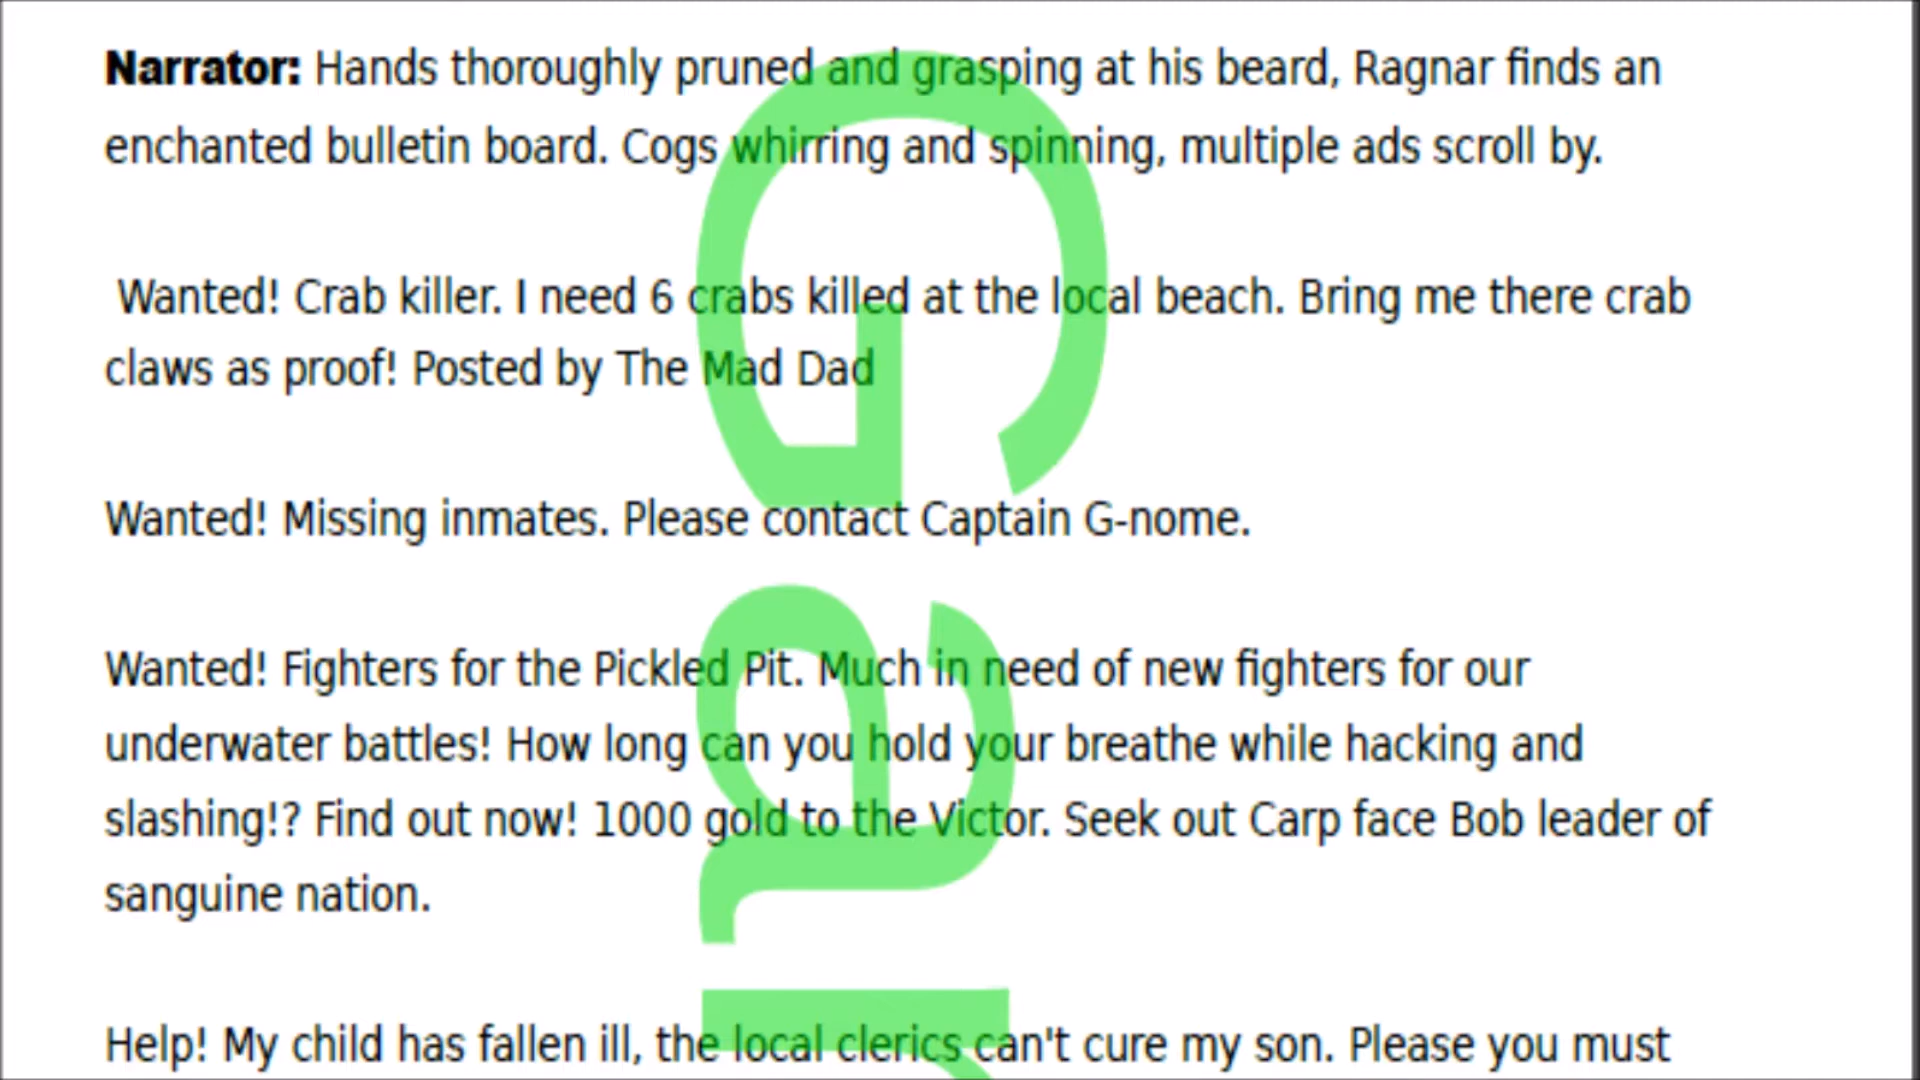 Narrator: Hands thoroughly pruned and grasping at his beard, Ragnar finds an
enchanted bulletin board. Cogs whirring and spinning, multiple ads scroll by.
Wanted! Crab killer. I need 6 crabs killed at the local beach. Bring me there crab
claws as proof! Posted by The Mad Dad
Wanted! Missing inmates. Please contact Captain G-nome.
Wanted! Fighters for the Pickled Pit. Much in need of new fighters for our
underwater battles! How long can you hold your breathe while hacking and
slashing!? Find out now! 1000 gold to the Victor. Seek out Carp face Bob leader of
sanguine nation.
Help! My child has fallen ill, the local clerics can't cure my son. Please you must